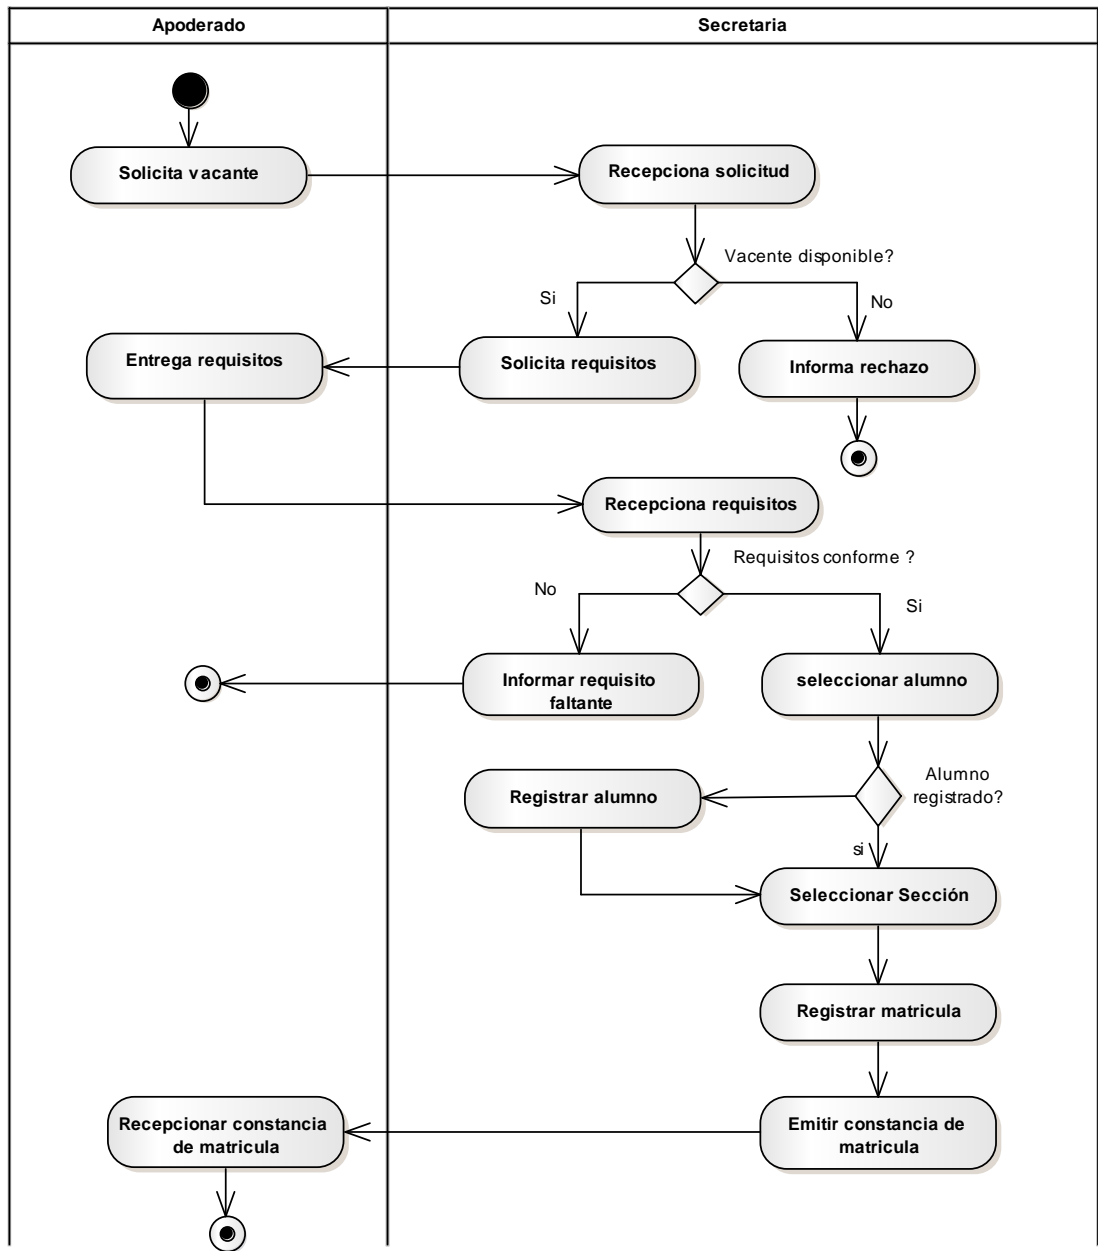 Apoderado
Secretaria
Solicita vacante
Recepciona solicitud
Vacente disponible?
Si
No
Entrega requisitos
Solicita requisitos
Informa rechazo
Recepciona requisitos
Requisitos conforme ?
No
Si
Informar requisito
faltante
seleccionar alumno
Registrar alumno
Alumno
registrado?
si
Seleccionar Sección
Registrar matricula
Recepcionar constancia
de matricula
Emitir constancia de
matricula